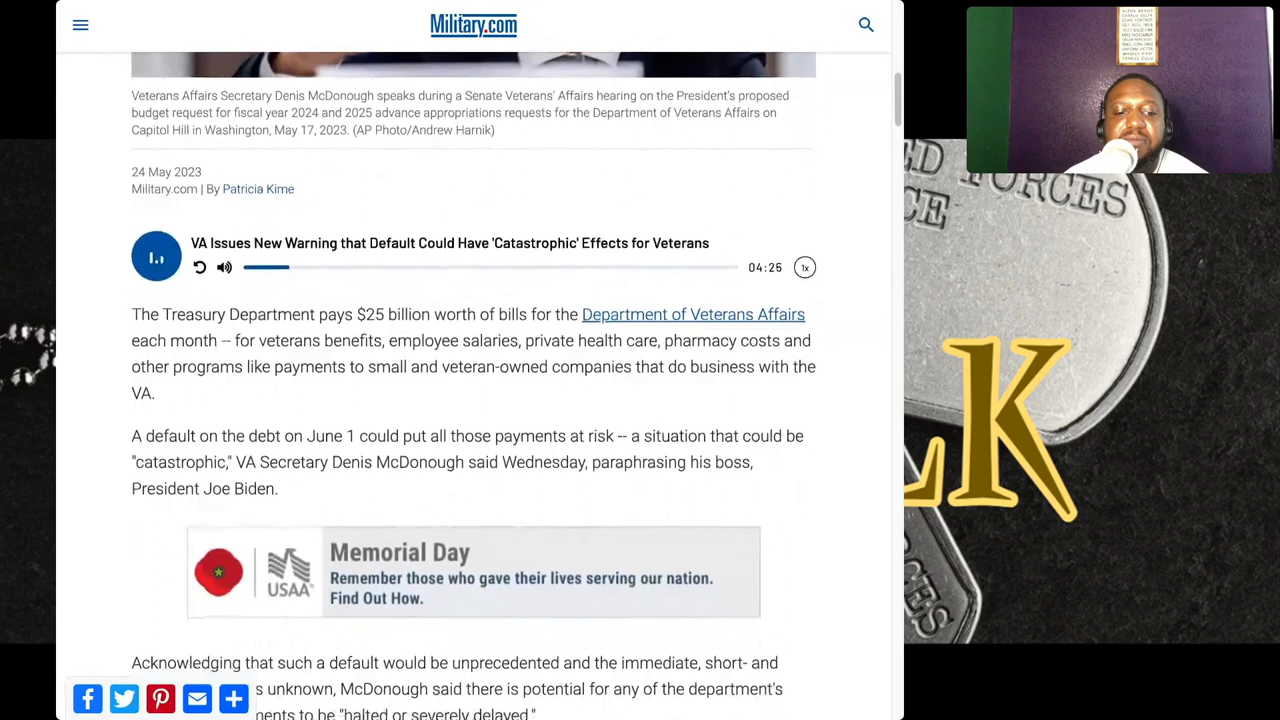 Military.com
Veterans Affairs Secretary Denis McDonough speaks during a Senate Veterans' Affairs hearing on the President's proposed
budget request for fiscal year 2024 and 2025 advance appropriations requests for the Department of Veterans Affairs on
Capitol Hill in Washington, May 17, 2023. (AP Photo/Andrew Harnik)
24 May 2023
Military.com | By Patricia Kime
VA Issues New Warning that Default Could Have 'Catastrophic' Effects for Veterans
04:25
1x
The Treasury Department pays $25 billion worth of bills for the Department of Veterans Affairs
each month -- for veterans benefits, employee salaries, private health care, pharmacy costs and
other programs like payments to small and veteran-owned companies that do business with the
VA.
A default on the debt on June 1 could put all those payments at risk -- a situation that could be
"catastrophic," VA Secretary Denis McDonough said Wednesday, paraphrasing his boss,
President Joe Biden.
USAA
Memorial Day
Remember those who gave their lives serving our nation.
Find Out How.
Acknowledging that such a default would be unprecedented and the immediate, short- and
s unknown, McDonough said there is potential for any of the department's
ments to be "halted or severely delayed."
ED FORCES
CE
LK